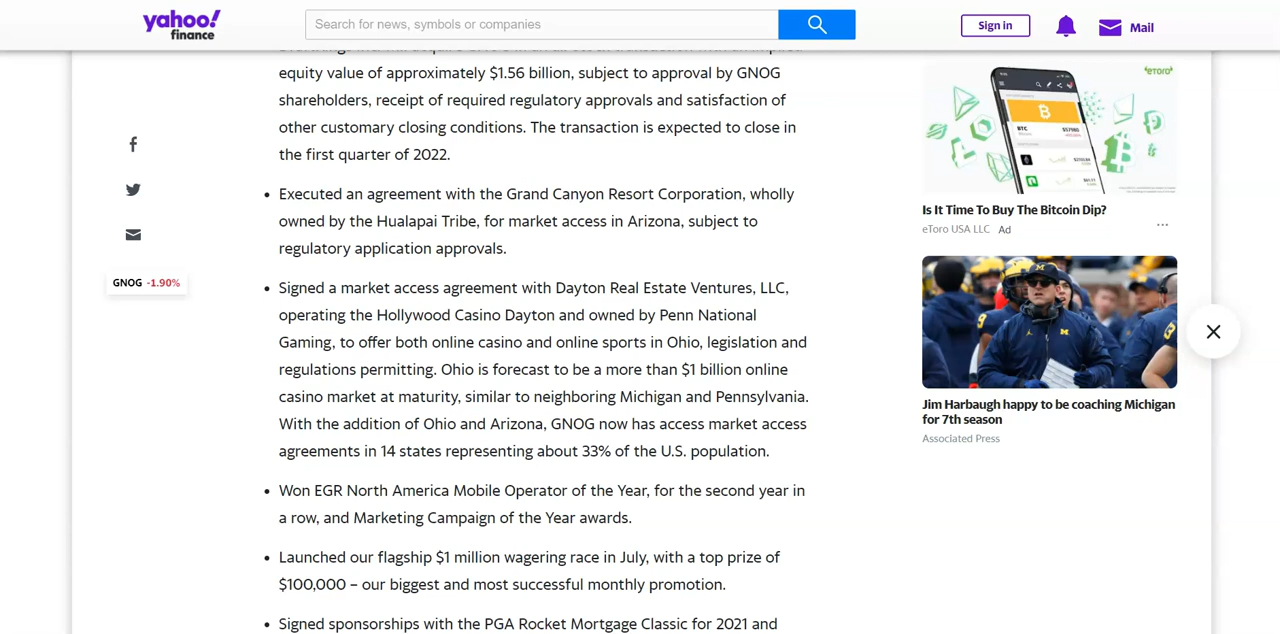 yahoo!
finance
Search for news, symbols or companies
Sign in
Mail
equity value of approximately $1.56 billion, subject to approval by GNOG
shareholders, receipt of required regulatory approvals and satisfaction of
other customary closing conditions. The transaction is expected to close in
the first quarter of 2022.
• Executed an agreement with the Grand Canyon Resort Corporation, wholly
owned by the Hualapai Tribe, for market access in Arizona, subject to
regulatory application approvals.
• Signed a market access agreement with Dayton Real Estate Ventures, LLC,
operating the Hollywood Casino Dayton and owned by Penn National
Gaming, to offer both online casino and online sports in Ohio, legislation and
regulations permitting. Ohio is forecast to be a more than $1 billion online
casino market at maturity, similar to neighboring Michigan and Pennsylvania.
With the addition of Ohio and Arizona, GNOG now has access market access
agreements in 14 states representing about 33% of the U.S. population.
• Won EGR North America Mobile Operator of the Year, for the second year in
a row, and Marketing Campaign of the Year awards.
• Launched our flagship $1 million wagering race in July, with a top prize of
$100,000 – our biggest and most successful monthly promotion.
• Signed sponsorships with the PGA Rocket Mortgage Classic for 2021 and
GNOG -1.90%
eToro
BTC
Is It Time To Buy The Bitcoin Dip?
eToro USA LLC Ad
Jim Harbaugh happy to be coaching Michigan
for 7th season
Associated Press